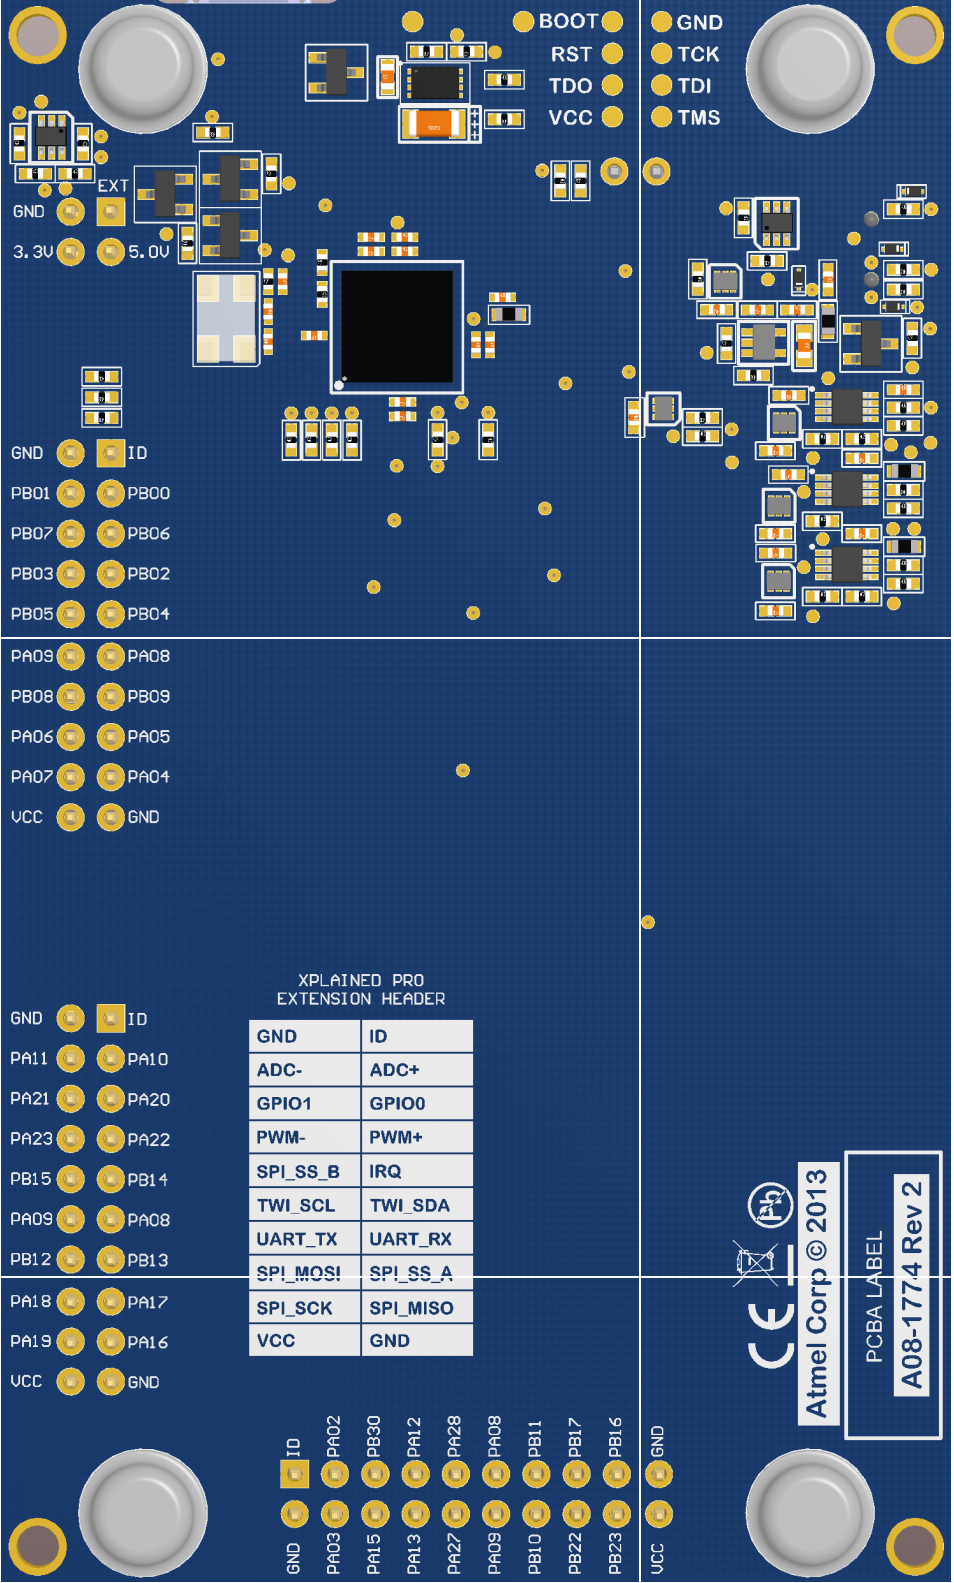 BOOT GND
RST TCK
TDO TDI
VCC TMS
EXT
GND
3.3V 5.0V
GND ID
PB01 PB00
PB07 PB06
PB03 PB02
PB05 PB04
PA09 PA08
PB08 PB09
PA06 PA05
PA07 PA04
VCC GND
XPLAINED PRO
EXTENSION HEADER
GND ID
ADC- ADC+
GPIO1 GPIO0
PWM- PWM+
SPI_SS_B IRQ
TWI_SCL TWI_SDA
UART_TX UART_RX
SPI_MOSI SPI_SS_A
SPI_SCK SPI_MISO
VCC GND
GND ID
PA11 PA10
PA21 PA20
PA23 PA22
PB15 PB14
PA09 PA08
PB12 PB13
PA18 PA17
PA19 PA16
VCC GND
Pb
CE
Atmel Corp © 2013
PCBA LABEL
A08-1774 Rev 2
ID PA02 PB30 PA12 PA28 PA08 PB11 PB17 PB16 GND
GND PA03 PA15 PA13 PA27 PA09 PB10 PB22 PB23 VCC